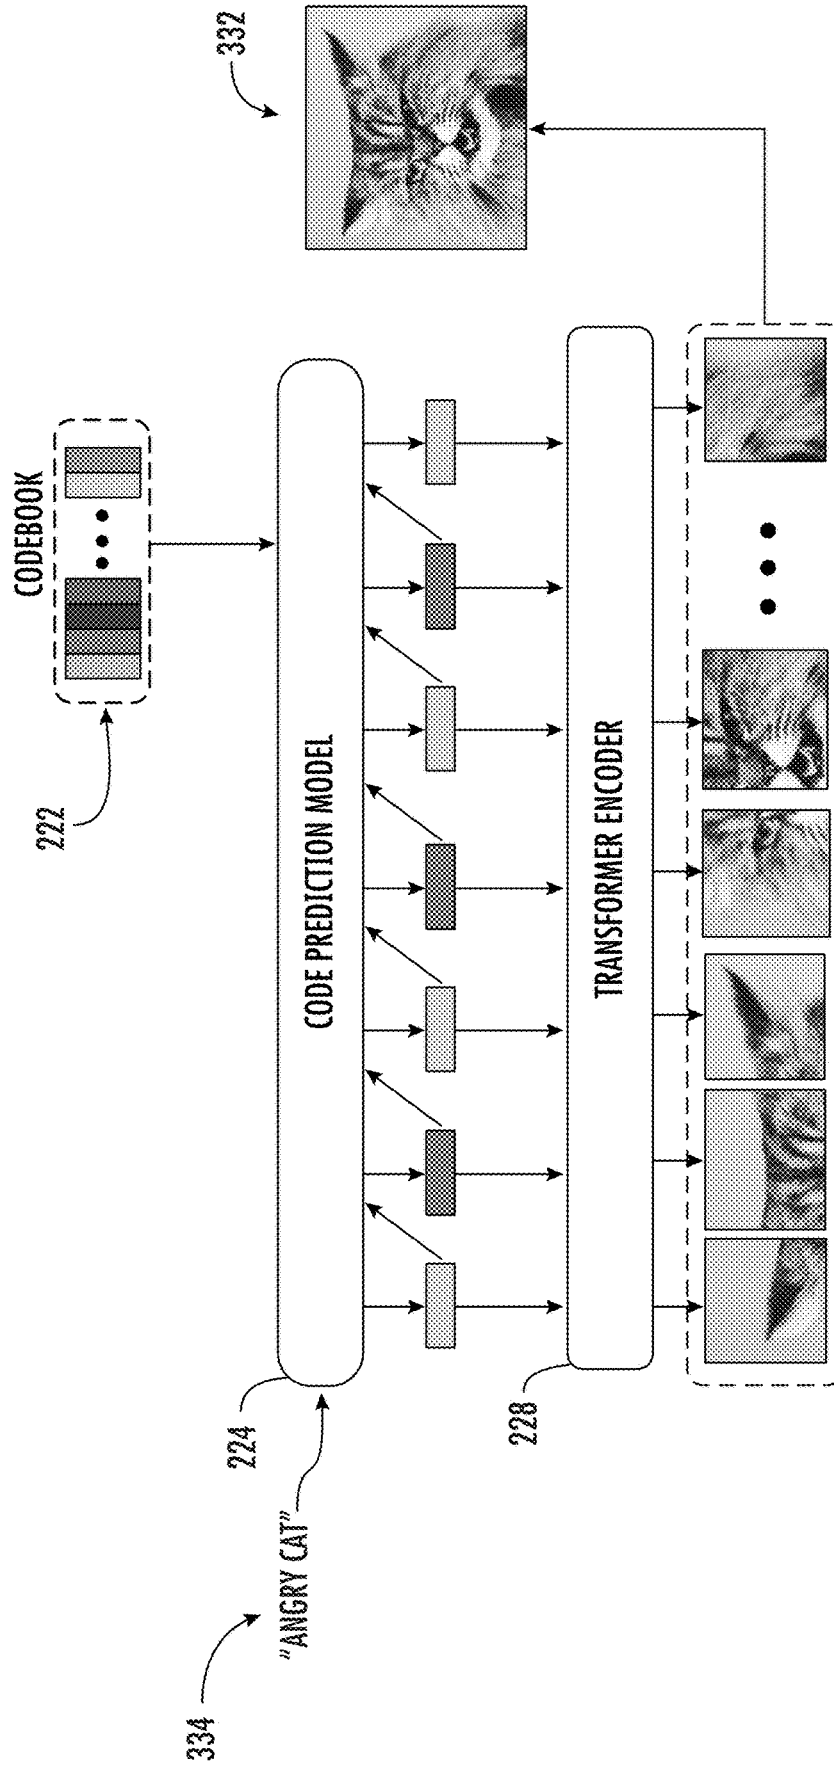 334
"ANGRY CAT"
224
CODE PREDICTION MODEL
222
CODEBOOK
228
TRANSFORMER ENCODER
332